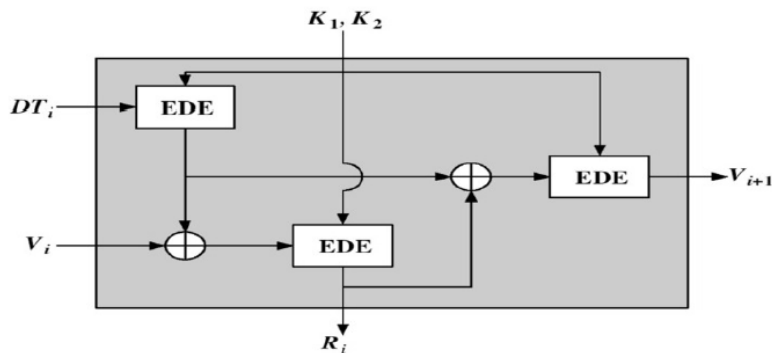 K₁, K₂
DTᵢ
EDE
EDE
Vᵢ₊₁
Vᵢ
EDE
Rᵢ